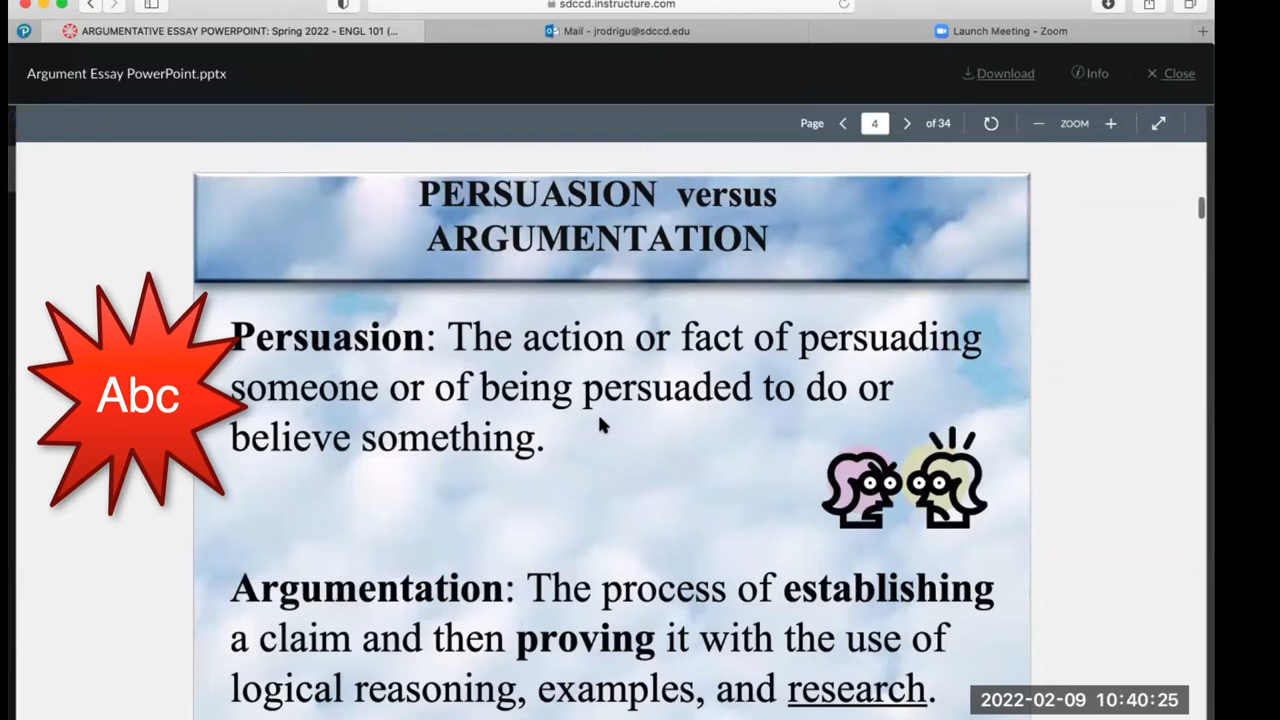 sdccd.instructure.com
ARGUMENTATIVE ESSAY POWERPOINT: Spring 2022 - ENGL 101 (...
Mail - jrodrigu@sdccd.edu
Launch Meeting - Zoom
Argument Essay PowerPoint.pptx
Download
Info
Close
Page
4
of 34
ZOOM
PERSUASION versus
ARGUMENTATION
Abc
Persuasion: The action or fact of persuading
someone or of being persuaded to do or
believe something.
Argumentation: The process of establishing
a claim and then proving it with the use of
logical reasoning, examples, and research.
2022-02-09 10:40:25